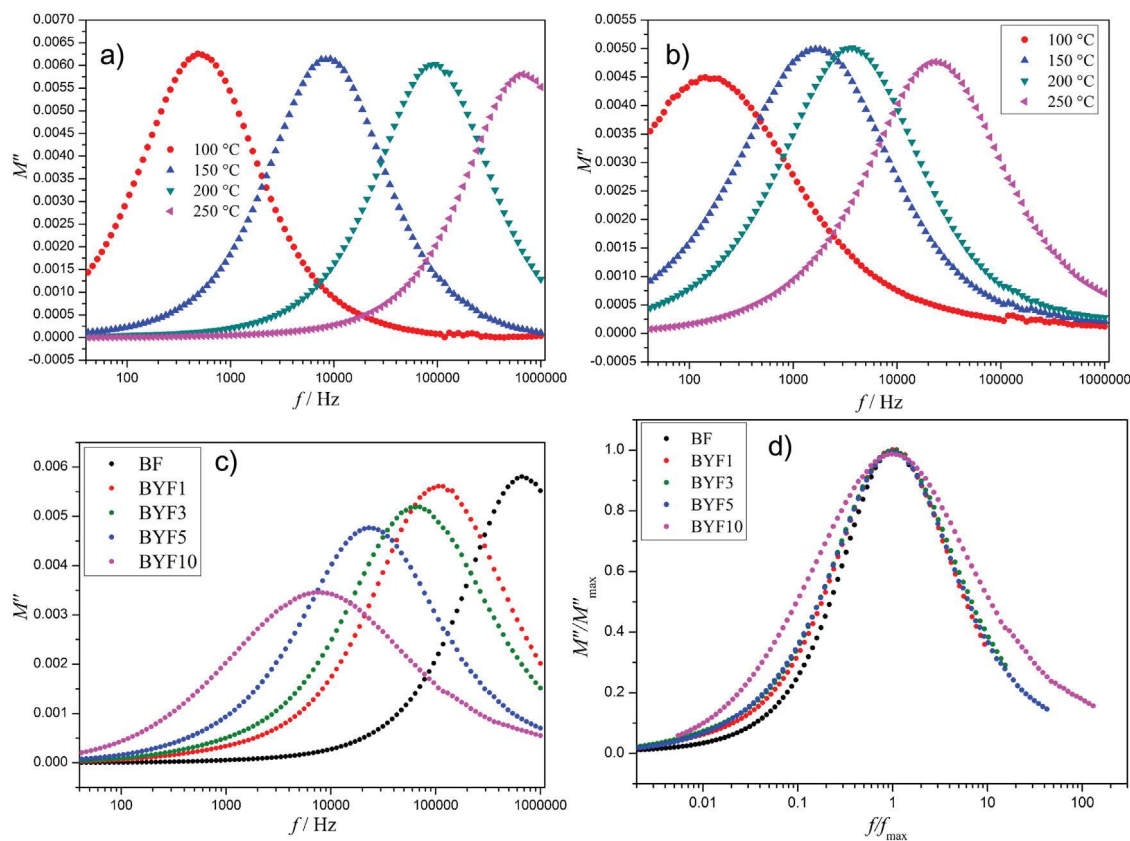 a)
0.0070
0.0065
0.0060
0.0055
0.0050
0.0045
0.0040
0.0035
0.0030
0.0025
0.0020
0.0015
0.0010
0.0005
0.0000
-0.0005
M''
100 °C
150 °C
200 °C
250 °C
100 1000 10000 100000 1000000
f / Hz
b)
0.0055
0.0050
0.0045
0.0040
0.0035
0.0030
0.0025
0.0020
0.0015
0.0010
0.0005
0.0000
-0.0005
M''
100 °C
150 °C
200 °C
250 °C
100 1000 10000 100000 1000000
f / Hz
c)
0.006
0.005
0.004
0.003
0.002
0.001
0.000
M''
BF
BYF1
BYF3
BYF5
BYF10
100 1000 10000 100000 1000000
f / Hz
d)
1.0
0.8
0.6
0.4
0.2
0.0
M''/M''max
BF
BYF1
BYF3
BYF5
BYF10
0.01 0.1 1 10 100
f/fmax